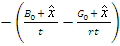 − ( (B₀ + X̂)/t − (G₀ + X̂)/rt )